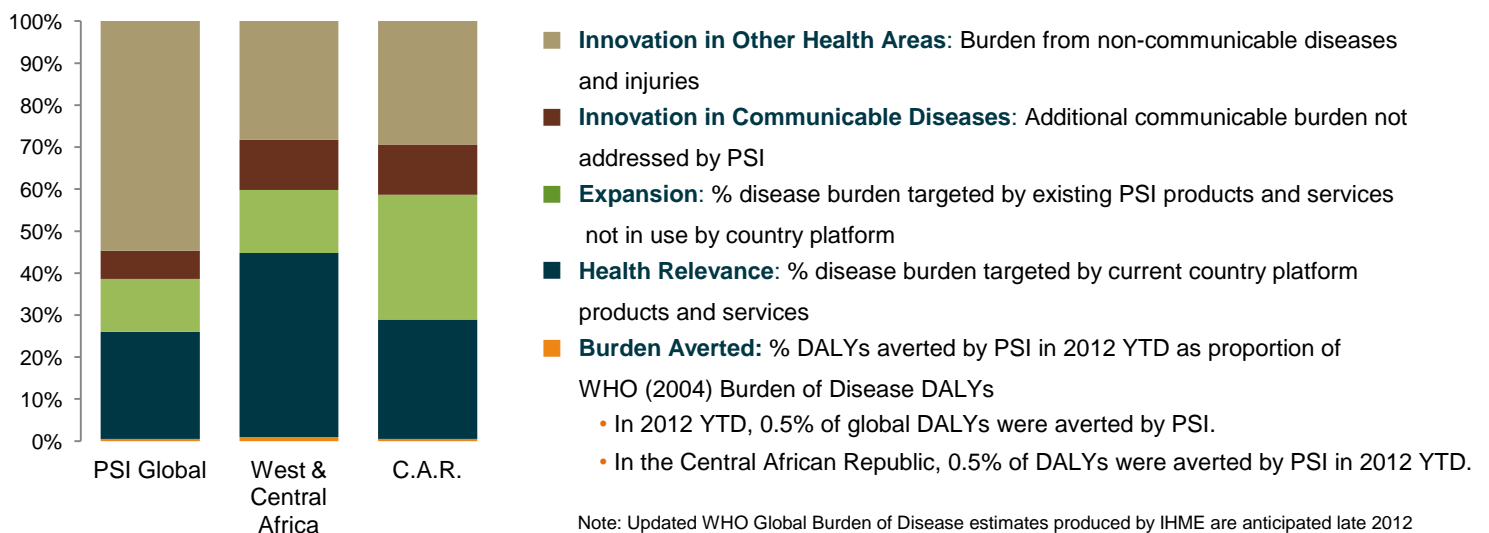 100%
90%
80%
70%
60%
50%
40%
30%
20%
10%
0%
PSI Global
West &
Central
Africa
C.A.R.
Innovation in Other Health Areas: Burden from non-communicable diseases
and injuries
Innovation in Communicable Diseases: Additional communicable burden not
addressed by PSI
Expansion: % disease burden targeted by existing PSI products and services
not in use by country platform
Health Relevance: % disease burden targeted by current country platform
products and services
Burden Averted: % DALYs averted by PSI in 2012 YTD as proportion of
WHO (2004) Burden of Disease DALYs
• In 2012 YTD, 0.5% of global DALYs were averted by PSI.
• In the Central African Republic, 0.5% of DALYs were averted by PSI in 2012 YTD.
Note: Updated WHO Global Burden of Disease estimates produced by IHME are anticipated late 2012